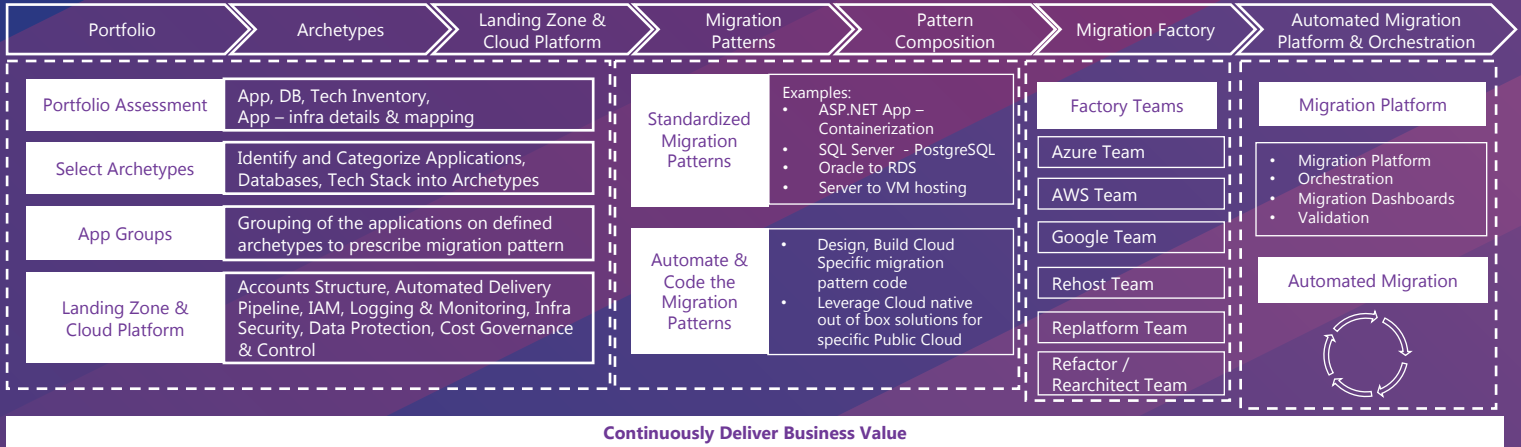 Portfolio
Archetypes
Landing Zone &
Cloud Platform
Migration
Patterns
Pattern
Composition
Migration Factory
Automated Migration
Platform & Orchestration
Portfolio Assessment
App, DB, Tech Inventory,
App – infra details & mapping
Select Archetypes
Identify and Categorize Applications,
Databases, Tech Stack into Archetypes
App Groups
Grouping of the applications on defined
archetypes to prescribe migration pattern
Landing Zone &
Cloud Platform
Accounts Structure, Automated Delivery
Pipeline, IAM, Logging & Monitoring, Infra
Security, Data Protection, Cost Governance
& Control
Standardized
Migration
Patterns
Examples:
• ASP.NET App –
Containerization
• SQL Server - PostgreSQL
• Oracle to RDS
• Server to VM hosting
Automate &
Code the
Migration
Patterns
• Design, Build Cloud
Specific migration
pattern code
• Leverage Cloud native
out of box solutions for
specific Public Cloud
Factory Teams
Azure Team
AWS Team
Google Team
Rehost Team
Replatform Team
Refactor /
Rearchitect Team
Migration Platform
• Migration Platform
• Orchestration
• Migration Dashboards
• Validation
Automated Migration
Continuously Deliver Business Value